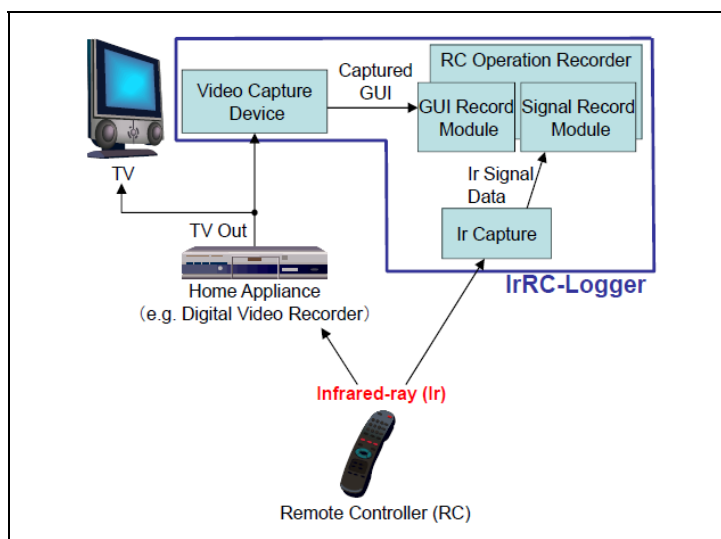 RC Operation Recorder
Captured
GUI
Video Capture
Device
GUI Record
Module
Signal Record
Module
TV
Ir Signal
Data
TV Out
Ir Capture
Home Appliance
(e.g. Digital Video Recorder)
IrRC-Logger
Infrared-ray (Ir)
Remote Controller (RC)